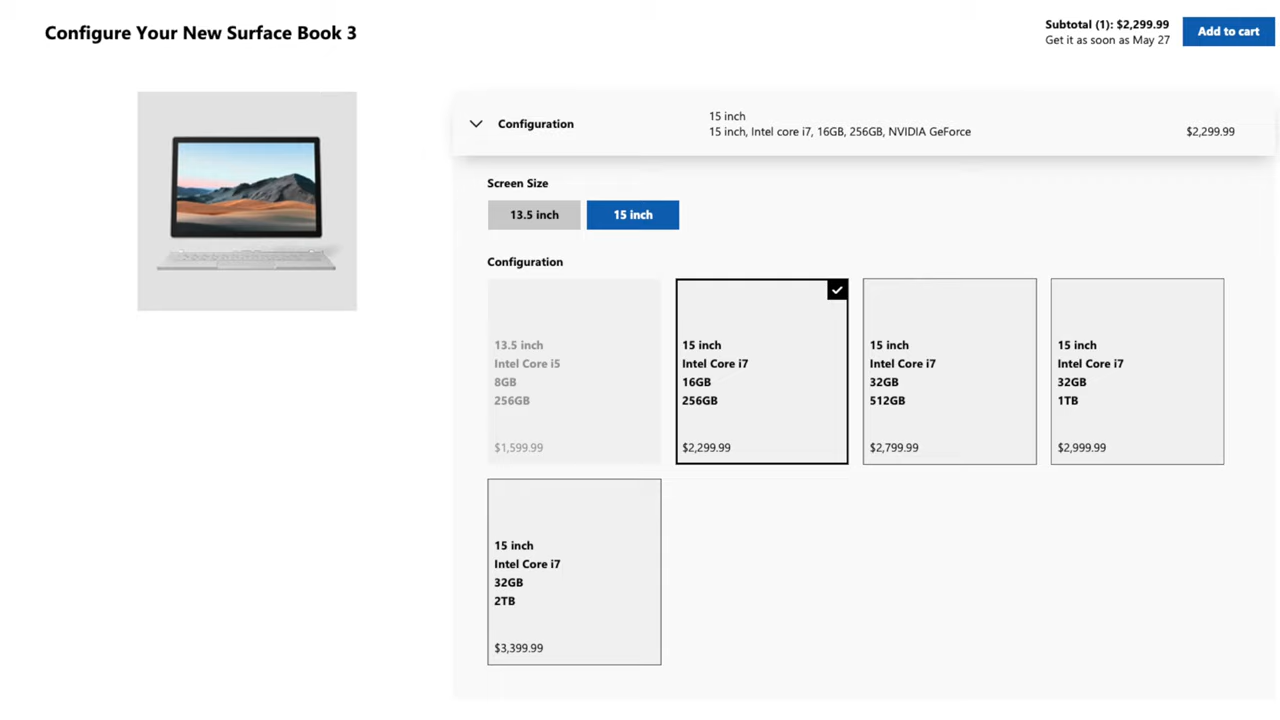 Configure Your New Surface Book 3
Subtotal (1): $2,299.99
Get it as soon as May 27
Add to cart
Configuration
15 inch
15 inch, Intel core i7, 16GB, 256GB, NVIDIA GeForce
$2,299.99
Screen Size
13.5 inch
15 inch
Configuration
13.5 inch
Intel Core i5
8GB
256GB
$1,599.99
15 inch
Intel Core i7
16GB
256GB
$2,299.99
15 inch
Intel Core i7
32GB
512GB
$2,799.99
15 inch
Intel Core i7
32GB
1TB
$2,999.99
15 inch
Intel Core i7
32GB
2TB
$3,399.99